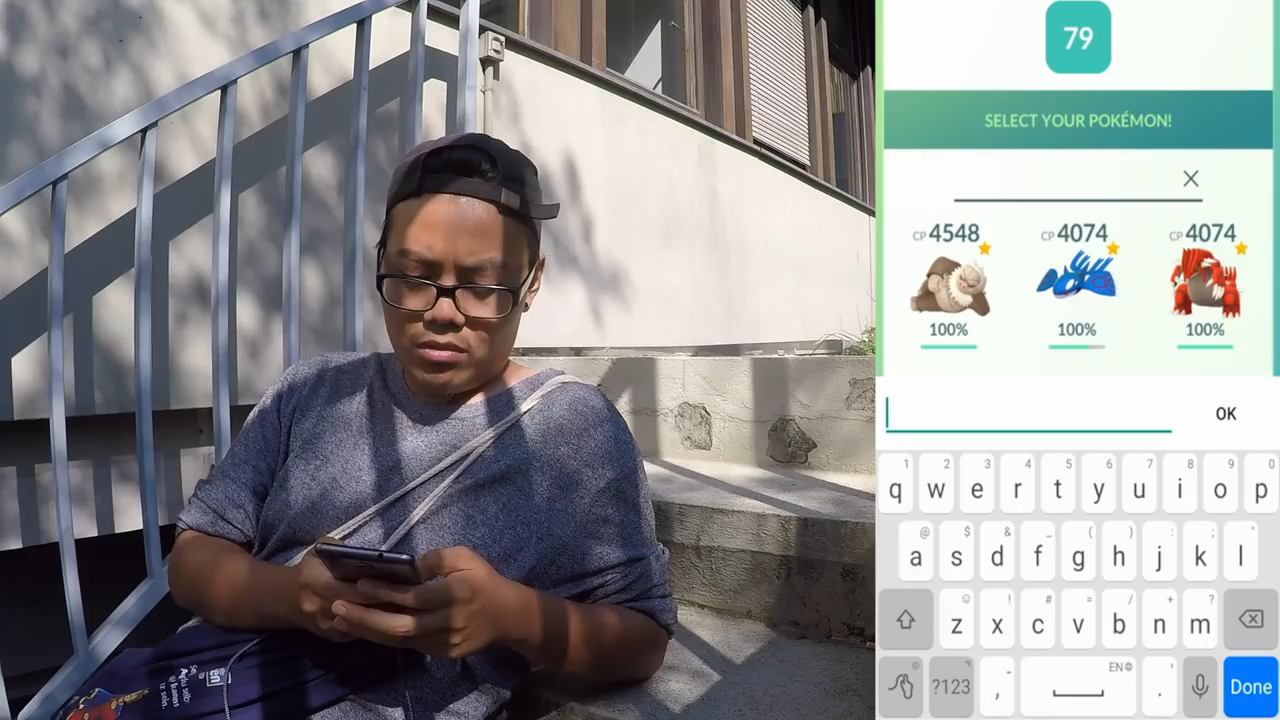 79
SELECT YOUR POKÉMON!
CP 4548 CP 4074 CP 4074
100% 100% 100%
OK
1 2 3 4 5 6 7 8 9 0
q w e r t y u i o p
@ $ & _ ( ) : ; "
a s d f g h j k l
! # = / + ?
z x c v b n m
?123 , EN . Done